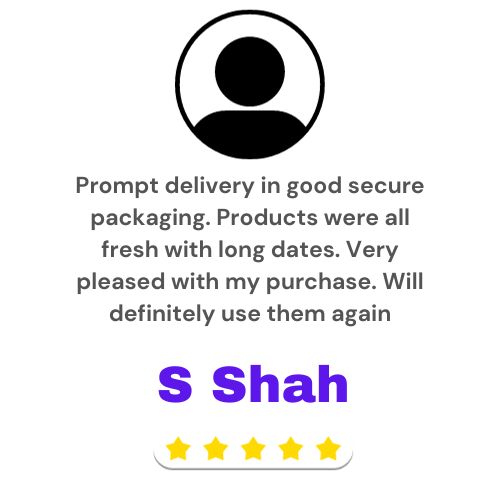 Prompt delivery in good secure
packaging. Products were all
fresh with long dates. Very
pleased with my purchase. Will
definitely use them again
S Shah